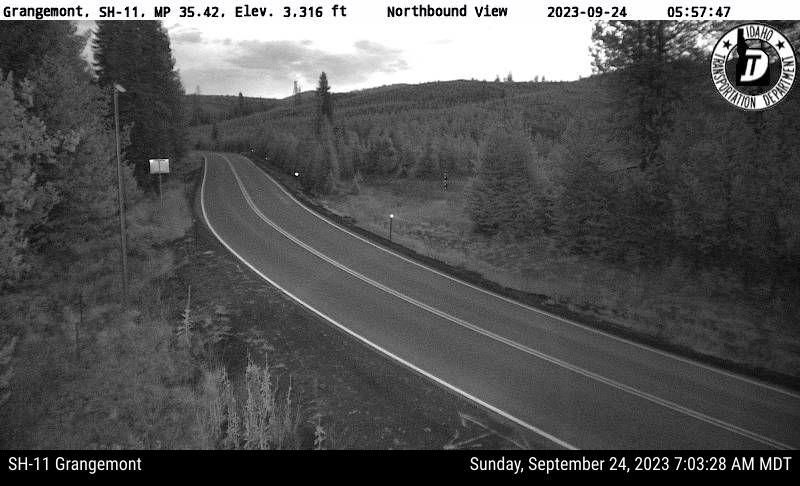 Grangemont, SH-11, MP 35.42, Elev. 3,316 ft Northbound View 2023-09-24 05:57:47
IDAHO
TRANSPORTATION DEPARTMENT
SH-11 Grangemont Sunday, September 24, 2023 7:03:28 AM MDT